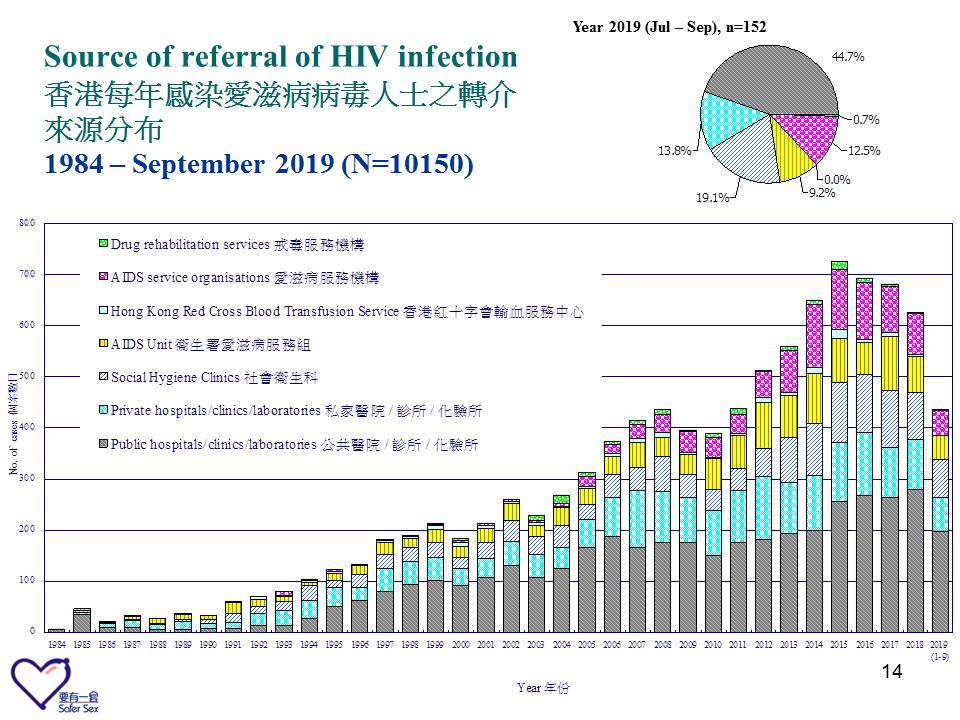 Year 2019 (Jul – Sep), n=152
Source of referral of HIV infection
香港每年感染愛滋病病毒人士之轉介
來源分布
1984 – September 2019 (N=10150)
44.7%
0.7%
12.5%
0.0%
9.2%
19.1%
13.8%
800
700
600
500
400
300
200
100
0
No. of cases 個案數目
Drug rehabilitation services 戒毒服務機構
AIDS service organisations 愛滋病服務機構
Hong Kong Red Cross Blood Transfusion Service 香港紅十字會輸血服務中心
AIDS Unit 衞生署愛滋病服務組
Social Hygiene Clinics 社會衞生科
Private hospitals/clinics/laboratories 私家醫院 / 診所 / 化驗所
Public hospitals/clinics/laboratories 公共醫院 / 診所 / 化驗所
1984 1985 1986 1987 1988 1989 1990 1991 1992 1993 1994 1995 1996 1997 1998 1999 2000 2001 2002 2003 2004 2005 2006 2007 2008 2009 2010 2011 2012 2013 2014 2015 2016 2017 2018 2019
(1-9)
Year 年份
14
要有一套
Safer Sex